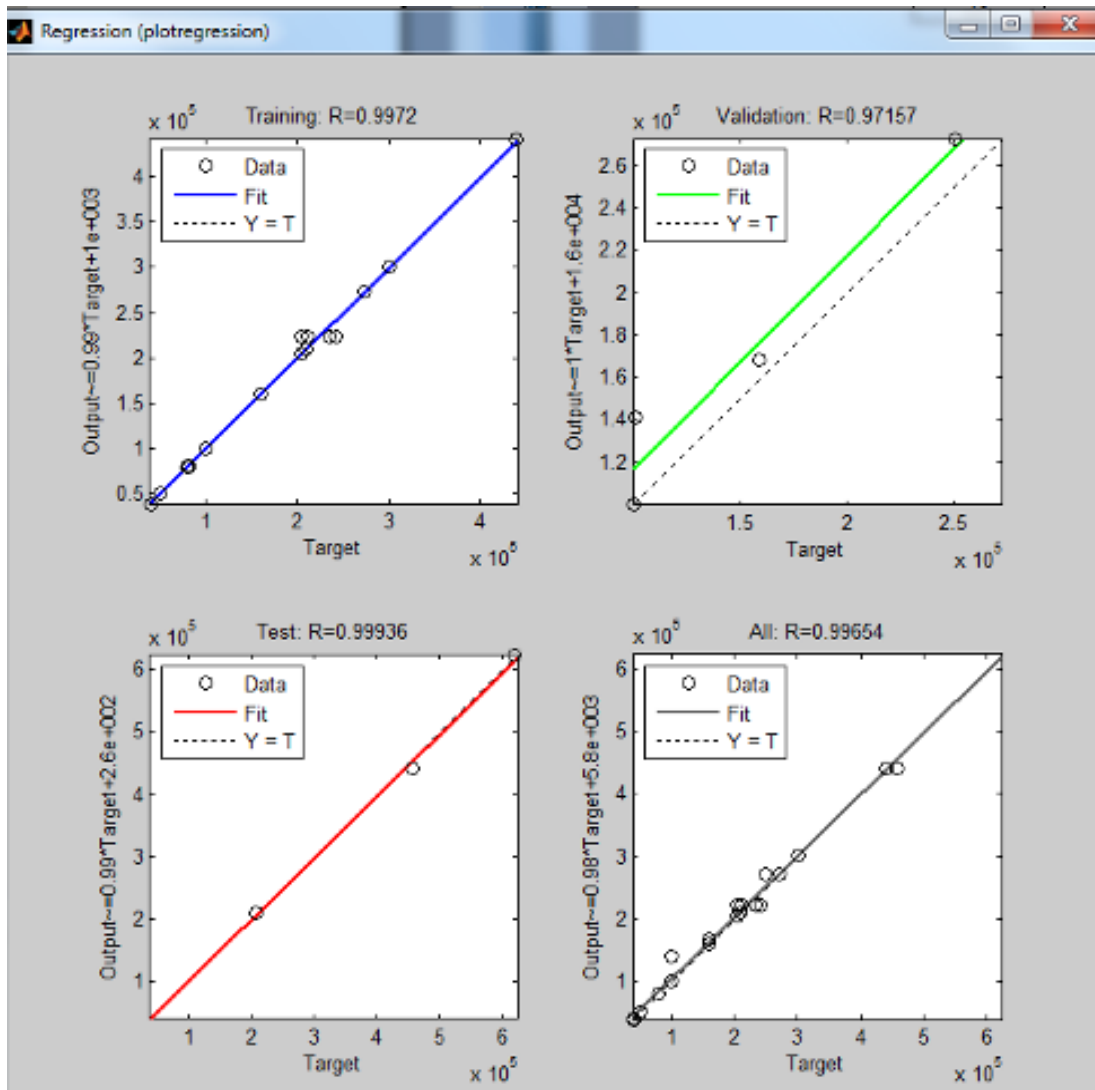 Regression (plotregression)
x 10^5
Training: R=0.9972
Output~=0.99*Target+1e+003
4
3.5
3
2.5
2
1.5
1
0.5
Data
Fit
Y = T
1 2 3 4
Target
x 10^5
x 10^5
Validation: R=0.97157
Output~=1*Target+1.6e+004
2.6
2.4
2.2
2
1.8
1.6
1.4
1.2
Data
Fit
Y = T
1.5 2 2.5
Target
x 10^5
x 10^5
Test: R=0.99936
Output~=0.99*Target+2.6e+002
6
5
4
3
2
1
Data
Fit
Y = T
1 2 3 4 5 6
Target
x 10^5
x 10^5
All: R=0.99654
Output~=0.98*Target+5.8e+003
6
5
4
3
2
1
Data
Fit
Y = T
1 2 3 4 5 6
Target
x 10^5